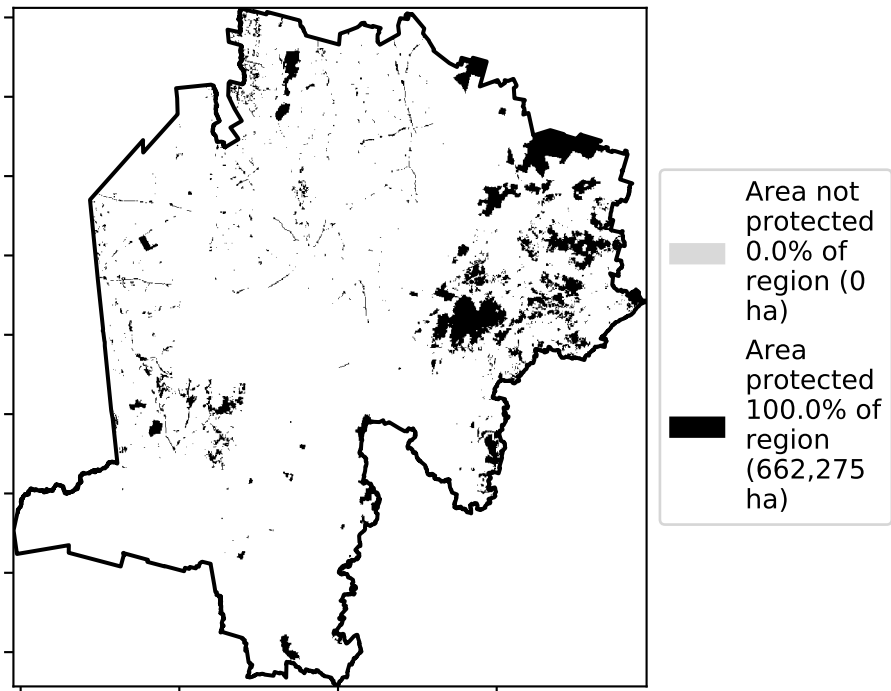 Area not
protected
0.0% of
region (0
ha)
Area
protected
100.0% of
region
(662,275
ha)